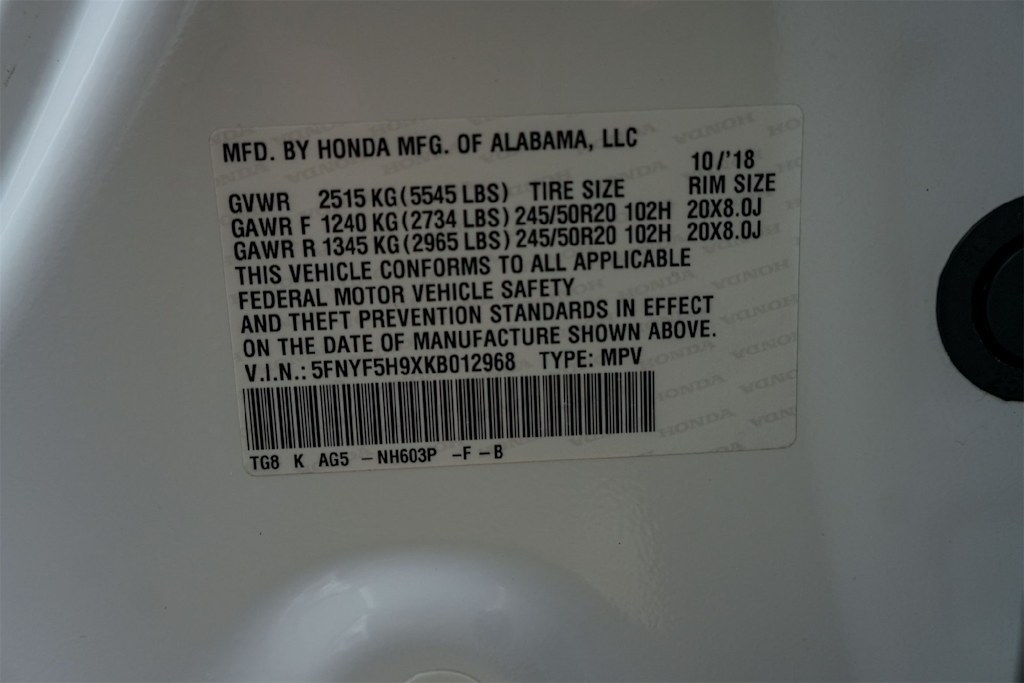 MFD. BY HONDA MFG. OF ALABAMA, LLC
10/'18
GVWR 2515 KG (5545 LBS) TIRE SIZE RIM SIZE
GAWR F 1240 KG (2734 LBS) 245/50R20 102H 20X8.0J
GAWR R 1345 KG (2965 LBS) 245/50R20 102H 20X8.0J
THIS VEHICLE CONFORMS TO ALL APPLICABLE
FEDERAL MOTOR VEHICLE SAFETY
AND THEFT PREVENTION STANDARDS IN EFFECT
ON THE DATE OF MANUFACTURE SHOWN ABOVE.
V.I.N.: 5FNYF5H9XKB012968 TYPE: MPV
TG8 K AG5 -NH603P -F -B